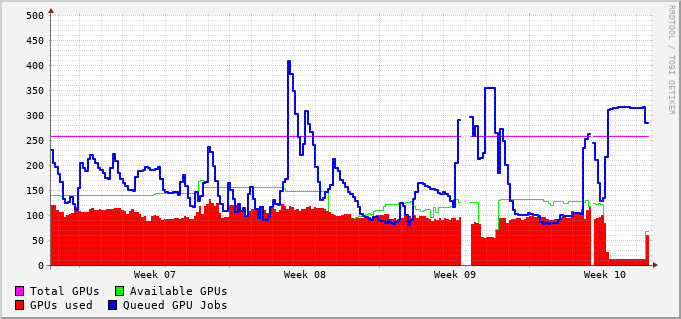 500
450
400
350
300
250
200
150
100
50
0
Week 07 Week 08 Week 09 Week 10
Total GPUs Available GPUs
GPUs used Queued GPU Jobs
RRDTOOL / TOBI OETIKER